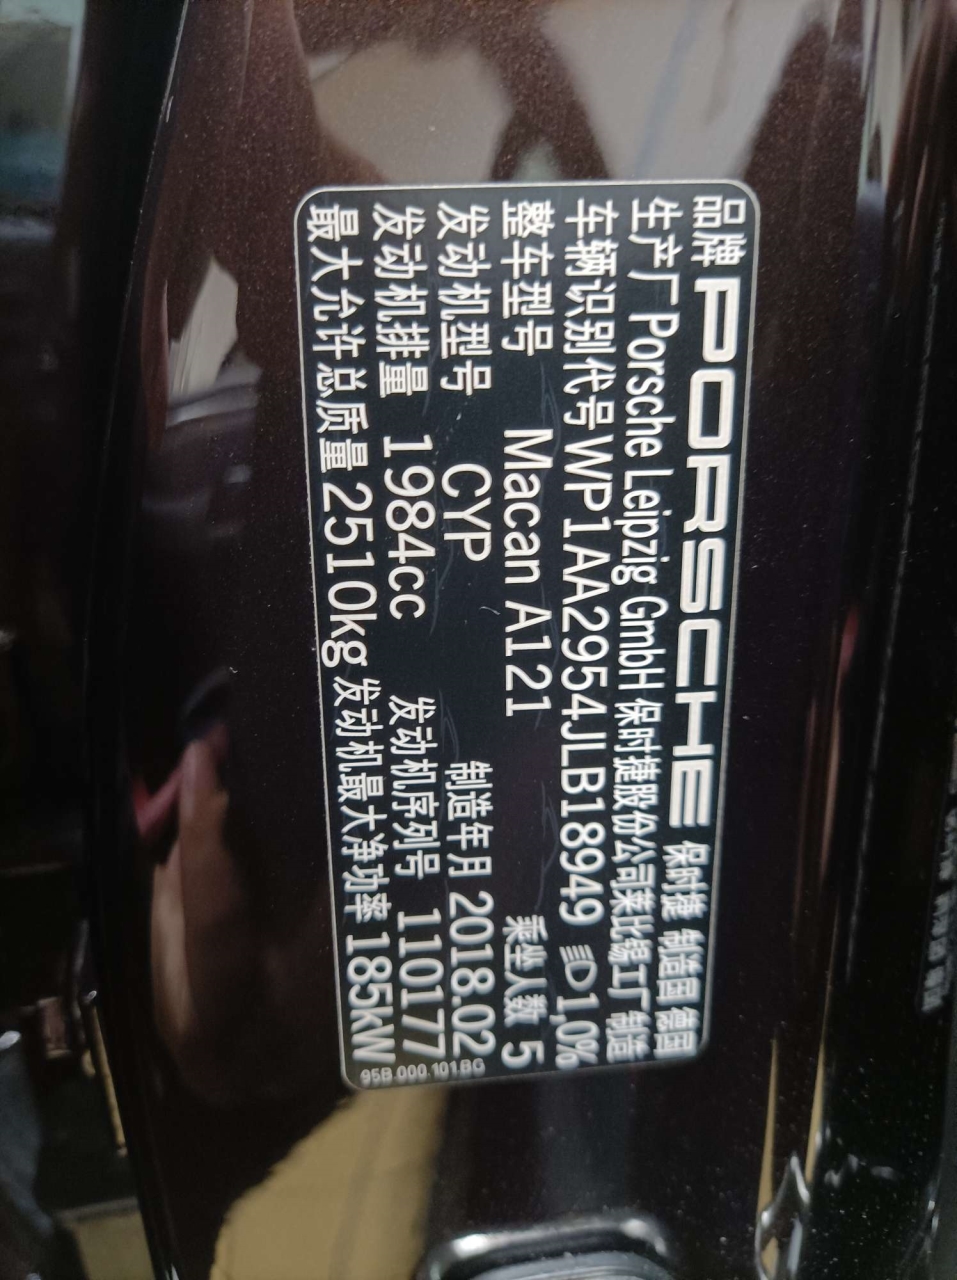 品牌 PORSCHE 保时捷 制造国 德国
生产厂 Porsche Leipzig GmbH 保时捷股份公司莱比锡工厂 制造
车辆识别代号 WP1AA2954JLB18949 1,0%
整车型号 Macan A121 乘坐人数 5
发动机型号 CYP 制造年月 2018.02
发动机排量 1984cc 发动机序列号 110177
最大允许总质量 2510kg 发动机最大净功率 185kW
95B.000.101.BG